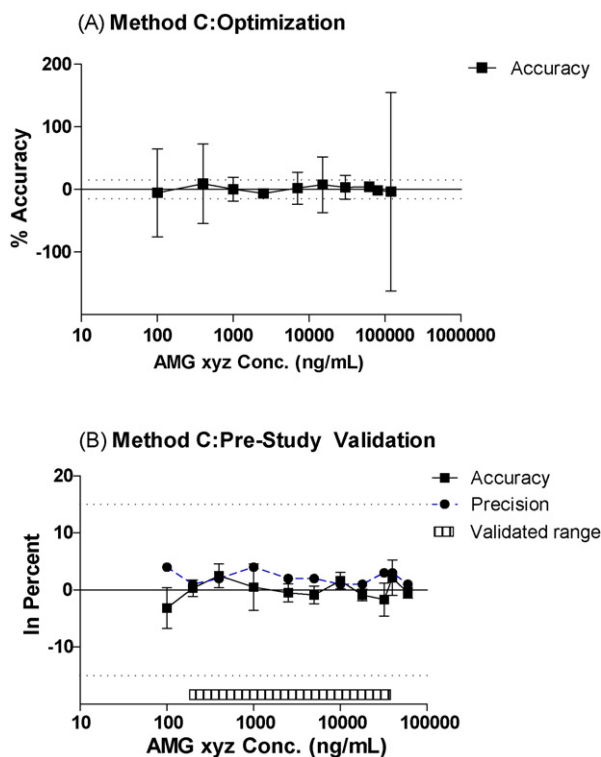 (A) Method C:Optimization
200
100
0
-100
% Accuracy
Accuracy
10 100 1000 10000 100000 1000000
AMG xyz Conc. (ng/mL)
(B) Method C:Pre-Study Validation
20
10
0
-10
In Percent
Accuracy
Precision
Validated range
10 100 1000 10000 100000
AMG xyz Conc. (ng/mL)